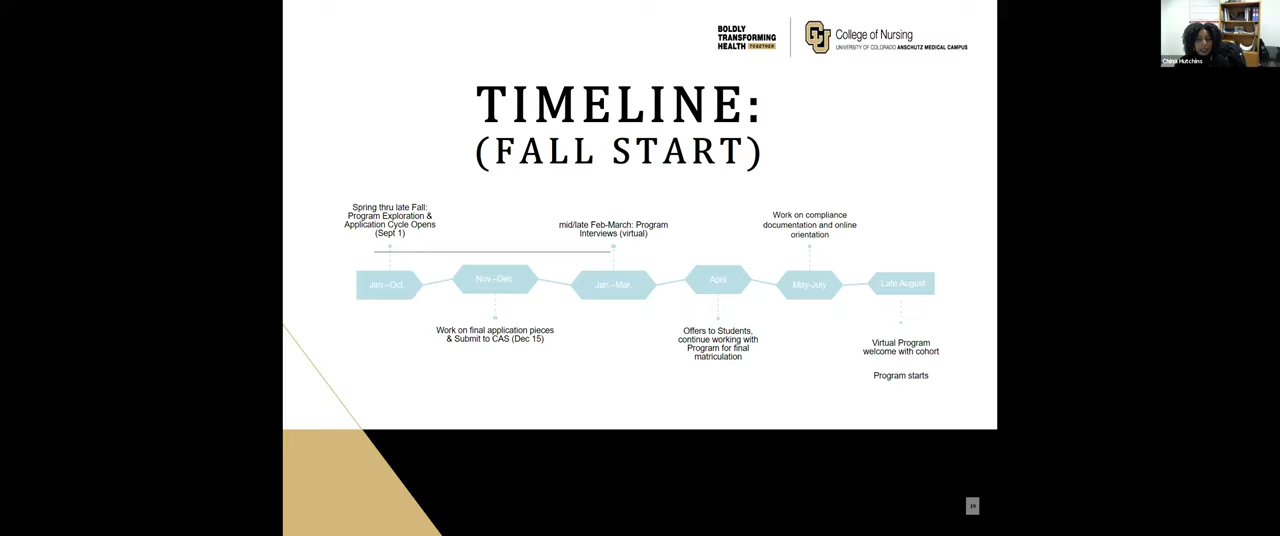 BOLDLY
TRANSFORMING
HEALTH TOGETHER
CU
College of Nursing
UNIVERSITY OF COLORADO ANSCHUTZ MEDICAL CAMPUS
China Hutchins
TIMELINE:
(FALL START)
Spring thru late Fall:
Program Exploration &
Application Cycle Opens
(Sept 1)
mid/late Feb-March: Program
Interviews (virtual)
Work on compliance
documentation and online
orientation
Jan.–Oct.
Nov.–Dec.
Jan.–Mar.
April
May-July
Late August
Work on final application pieces
& Submit to CAS (Dec 15)
Offers to Students,
continue working with
Program for final
matriculation
Virtual Program
welcome with cohort
Program starts
19